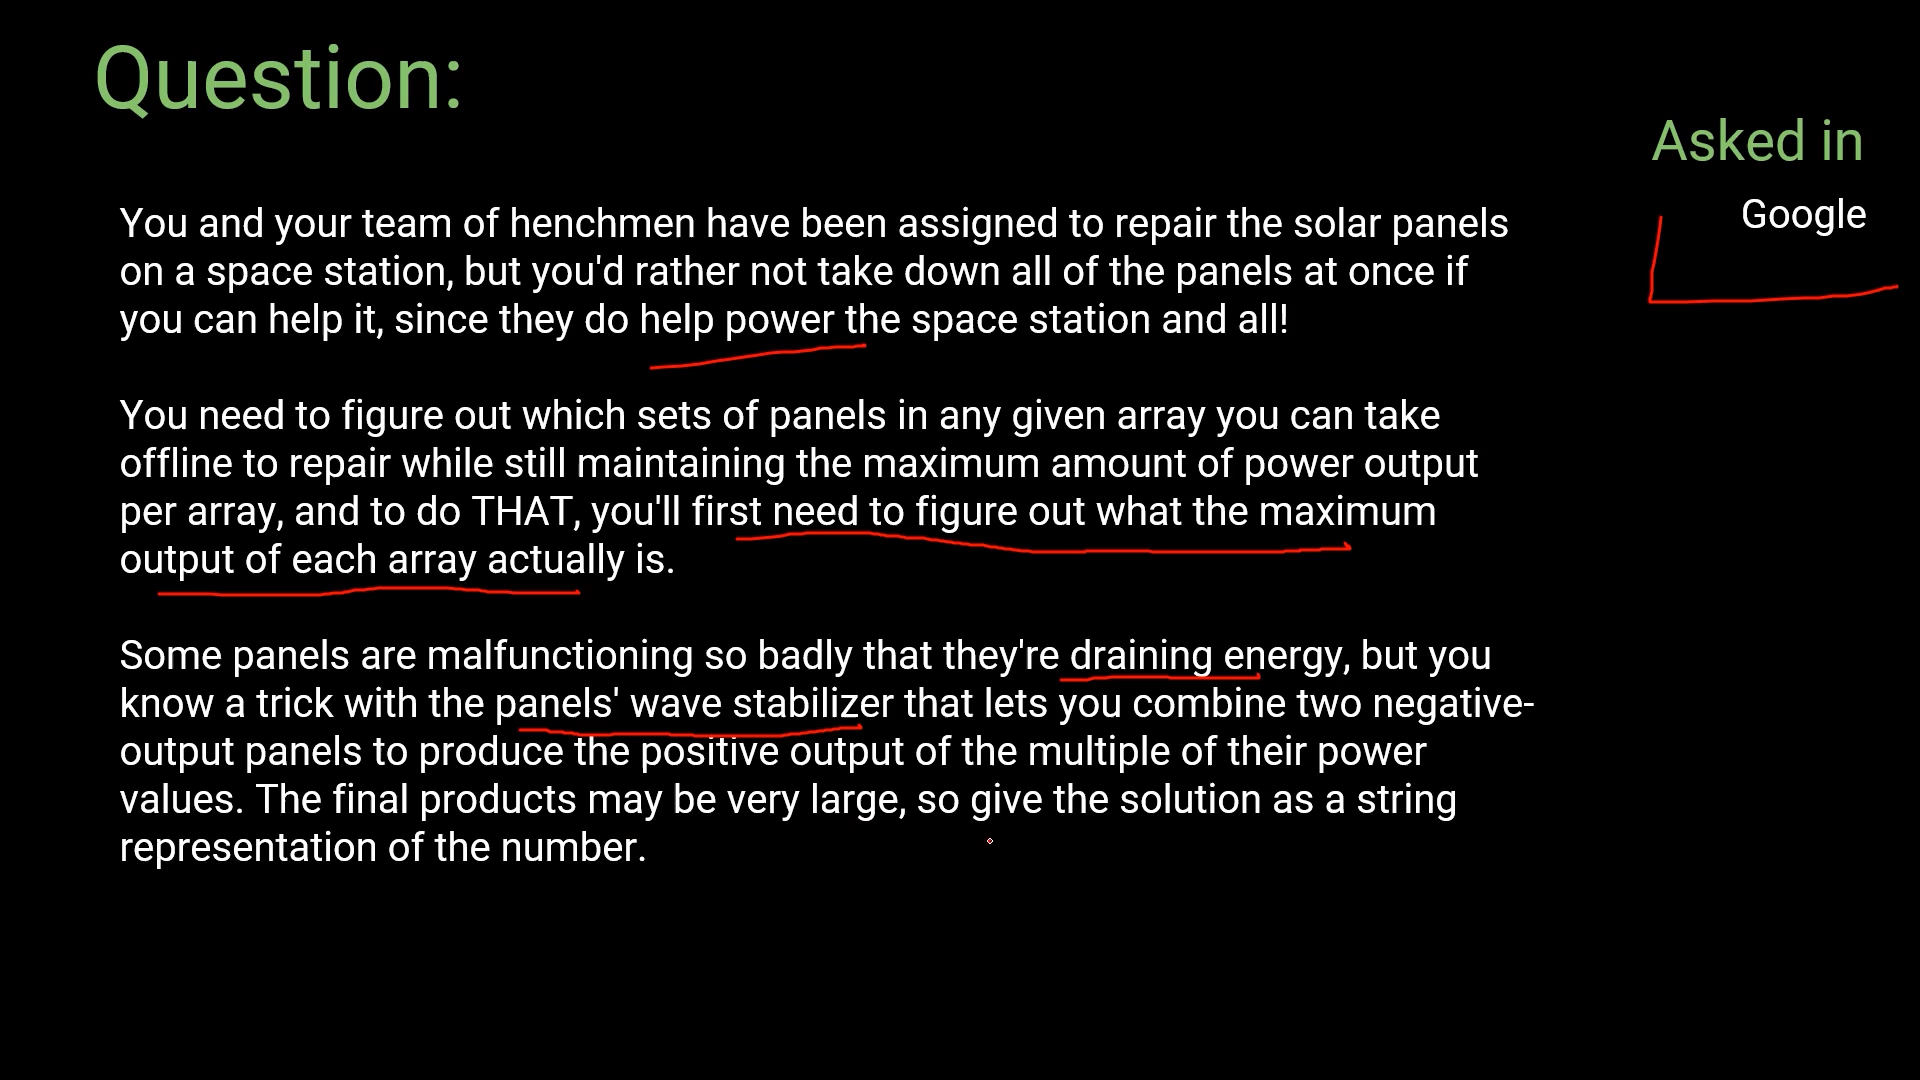 Question:
Asked in
Google
You and your team of henchmen have been assigned to repair the solar panels
on a space station, but you'd rather not take down all of the panels at once if
you can help it, since they do help power the space station and all!
You need to figure out which sets of panels in any given array you can take
offline to repair while still maintaining the maximum amount of power output
per array, and to do THAT, you'll first need to figure out what the maximum
output of each array actually is.
Some panels are malfunctioning so badly that they're draining energy, but you
know a trick with the panels' wave stabilizer that lets you combine two negative-
output panels to produce the positive output of the multiple of their power
values. The final products may be very large, so give the solution as a string
representation of the number.